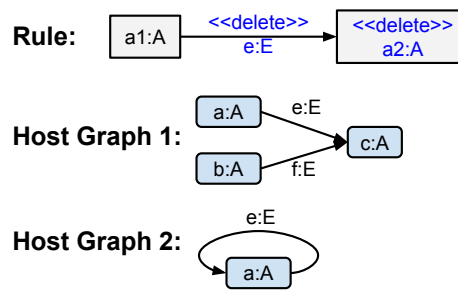 Rule:
a1:A
<<delete>>
e:E
<<delete>>
a2:A
Host Graph 1:
a:A
e:E
c:A
b:A
f:E
Host Graph 2:
e:E
a:A